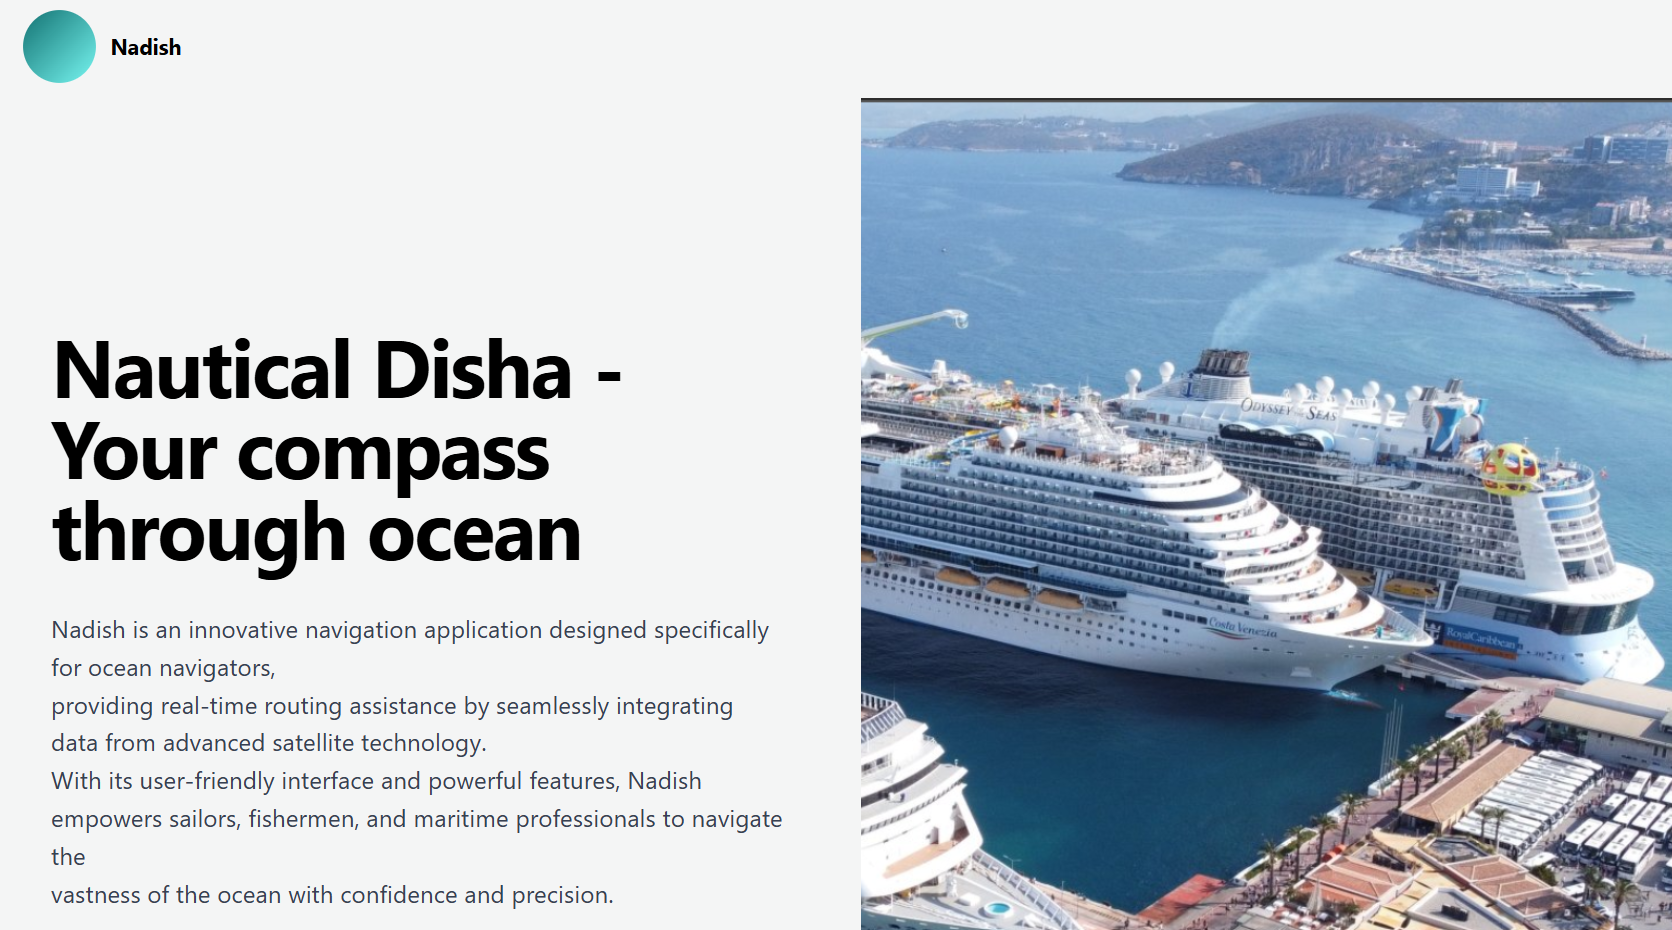 Nadish
Nautical Disha -
Your compass
through ocean
Nadish is an innovative navigation application designed specifically
for ocean navigators,
providing real-time routing assistance by seamlessly integrating
data from advanced satellite technology.
With its user-friendly interface and powerful features, Nadish
empowers sailors, fishermen, and maritime professionals to navigate
the
vastness of the ocean with confidence and precision.
ODYSSEY OF THE SEAS
Costa Venezia
RoyalCaribbean